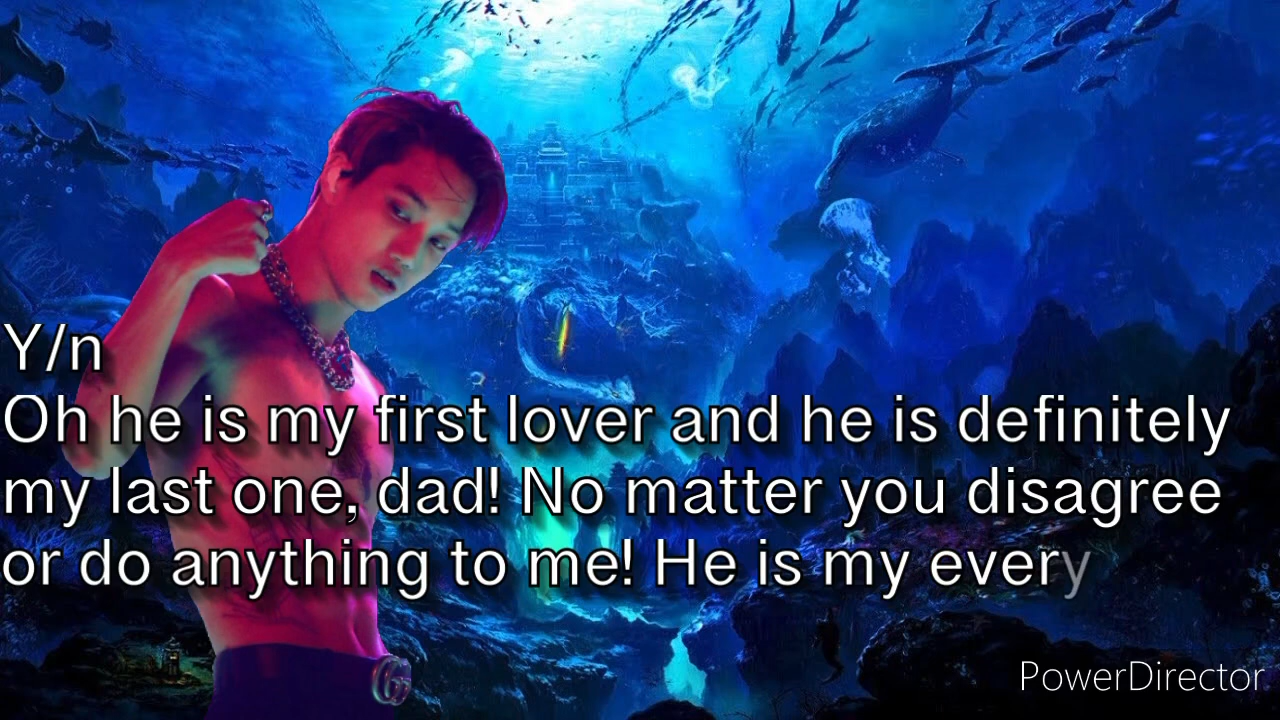 Y/n
Oh he is my first lover and he is definitely
my last one, dad! No matter you disagree
or do anything to me! He is my every
PowerDirector